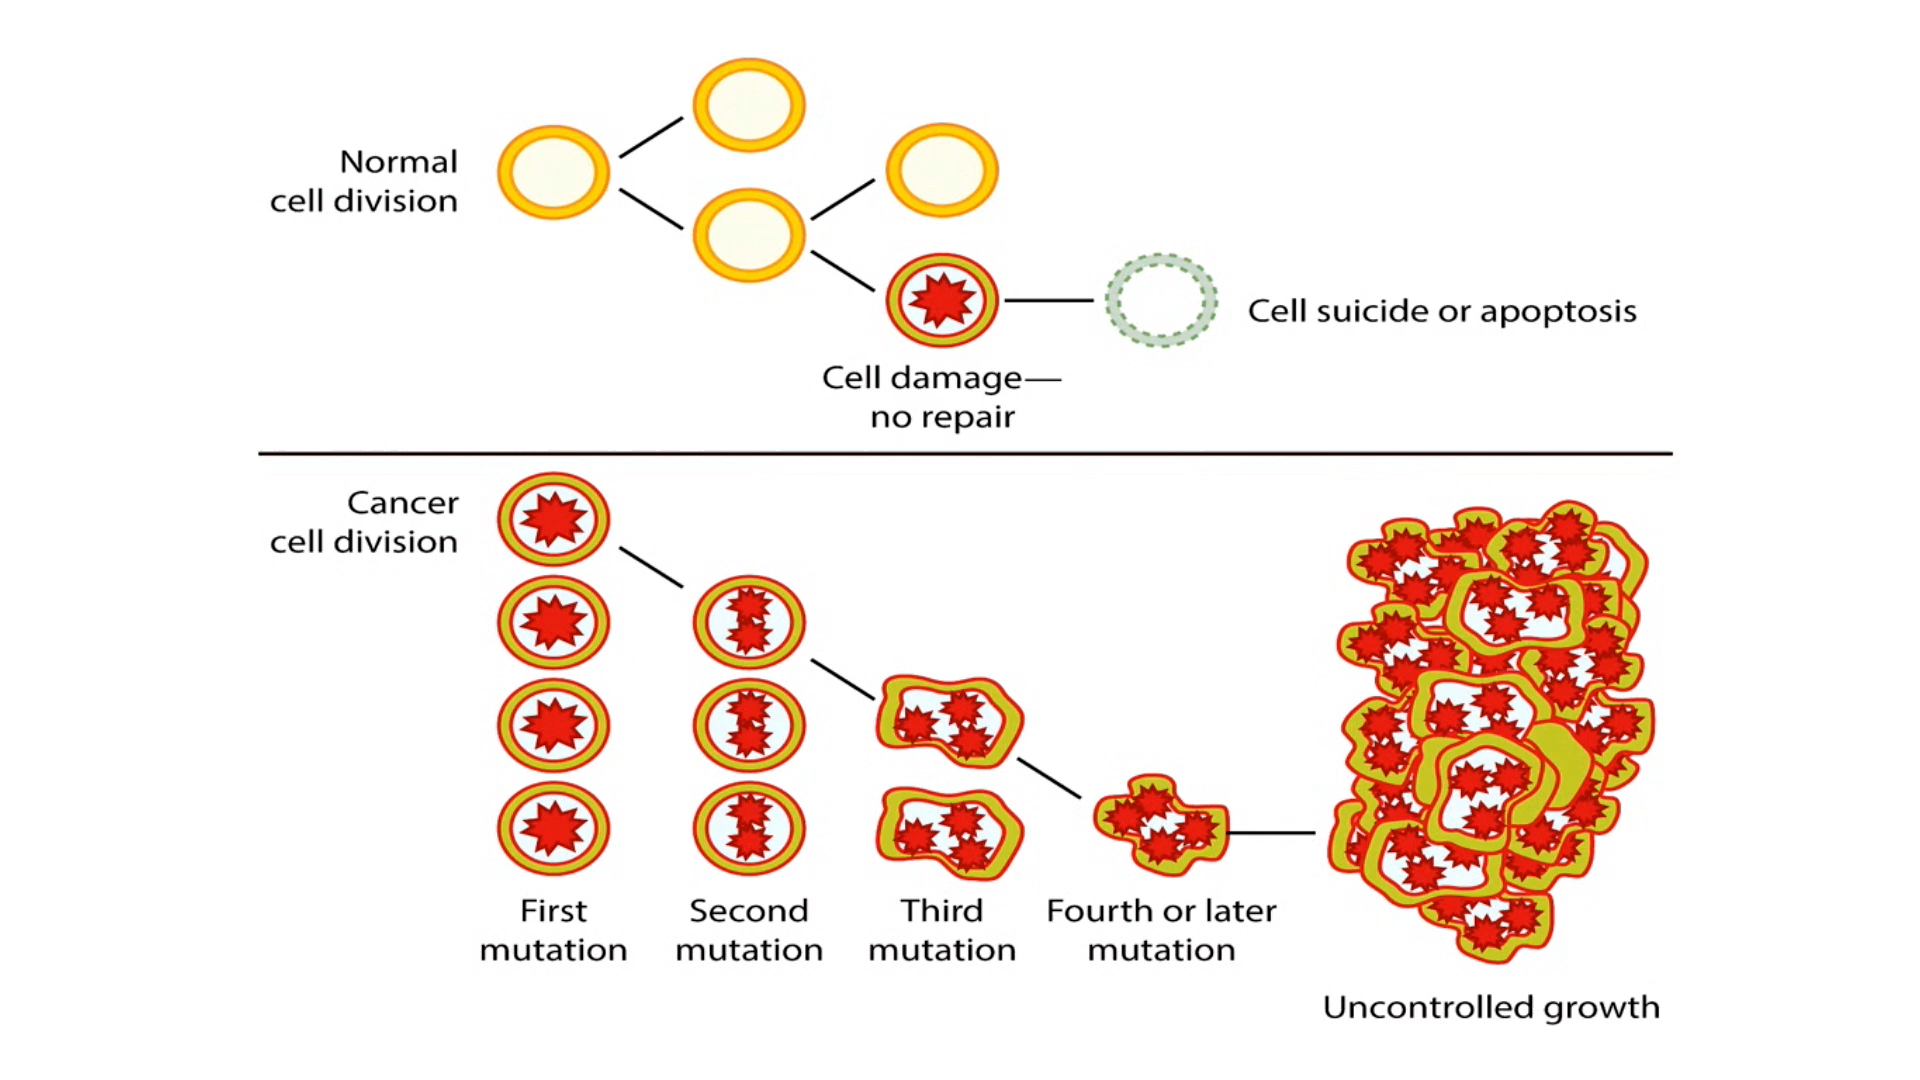 Normal
cell division
Cell suicide or apoptosis
Cell damage—
no repair
Cancer
cell division
First
mutation
Second
mutation
Third
mutation
Fourth or later
mutation
Uncontrolled growth